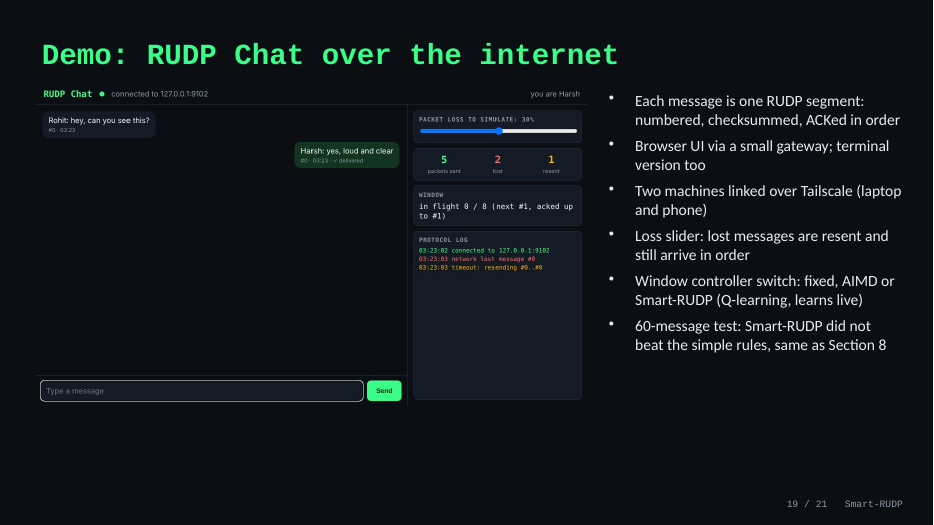 Demo: RUDP Chat over the internet
RUDP Chat ● connected to 127.0.0.1:9102
you are Harsh
Rohit: hey, can you see this?
#0 · 03:23
Harsh: yes, loud and clear
#0 · 03:23 · ✓ delivered
Type a message
Send
PACKET LOSS TO SIMULATE: 30%
5 2 1
packets sent lost resent
WINDOW
in flight 0 / 8 (next #1, acked up
to #1)
PROTOCOL LOG
03:23:02 connected to 127.0.0.1:9102
03:23:03 network lost message #0
03:23:03 timeout: resending #0..#0
• Each message is one RUDP segment:
numbered, checksummed, ACKed in order
• Browser UI via a small gateway; terminal
version too
• Two machines linked over Tailscale (laptop
and phone)
• Loss slider: lost messages are resent and
still arrive in order
• Window controller switch: fixed, AIMD or
Smart-RUDP (Q-learning, learns live)
• 60-message test: Smart-RUDP did not
beat the simple rules, same as Section 8
19 / 21 Smart-RUDP